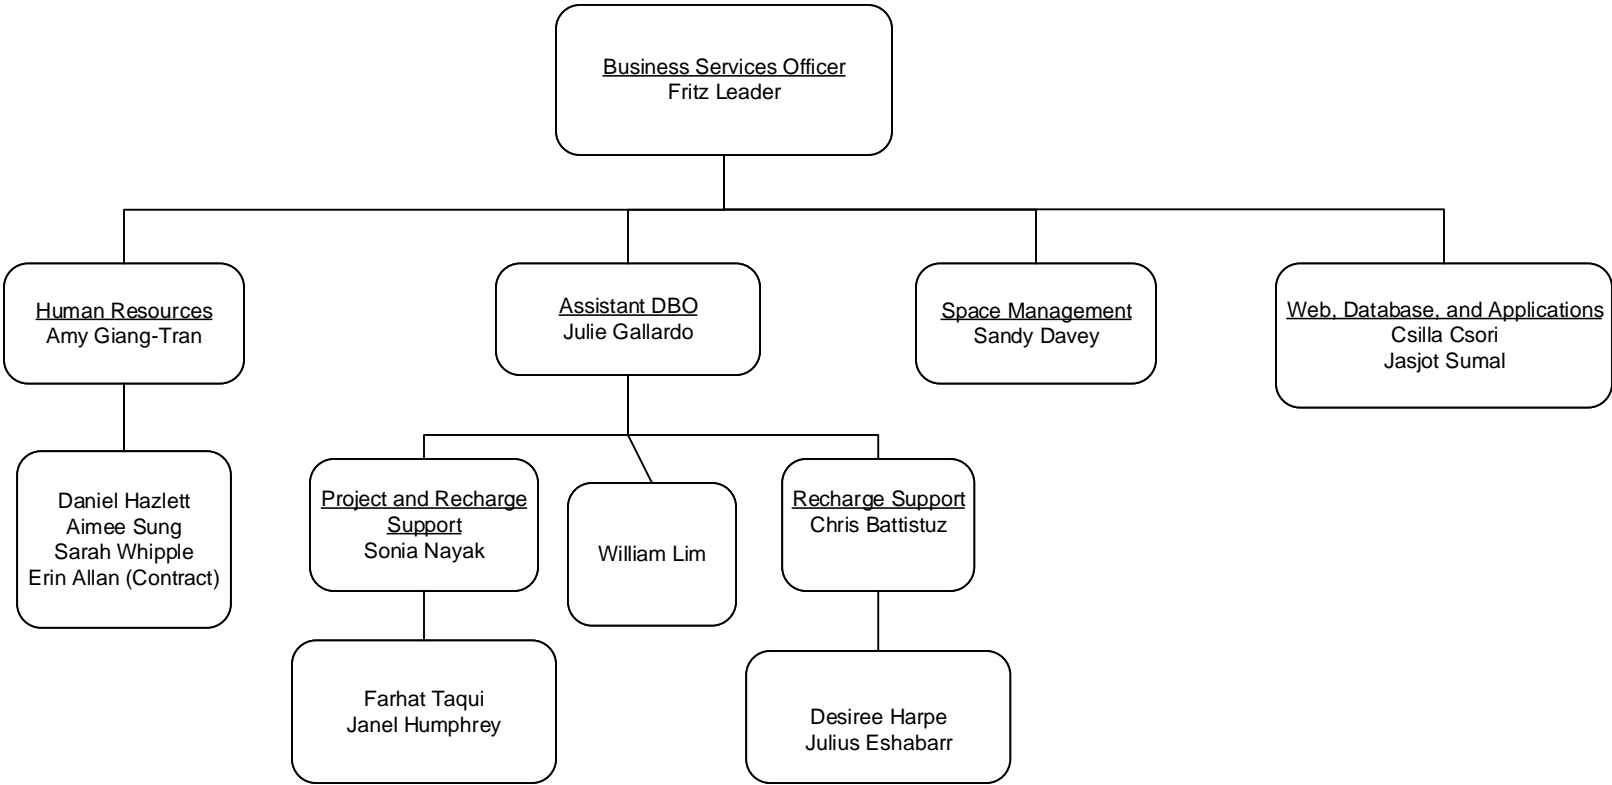 Business Services Officer
Fritz Leader
Human Resources
Amy Giang-Tran
Assistant DBO
Julie Gallardo
Space Management
Sandy Davey
Web, Database, and Applications
Csilla Csori
Jasjot Sumal
Daniel Hazlett
Aimee Sung
Sarah Whipple
Erin Allan (Contract)
Project and Recharge
Support
Sonia Nayak
William Lim
Recharge Support
Chris Battistuz
Farhat Taqui
Janel Humphrey
Desiree Harpe
Julius Eshabarr